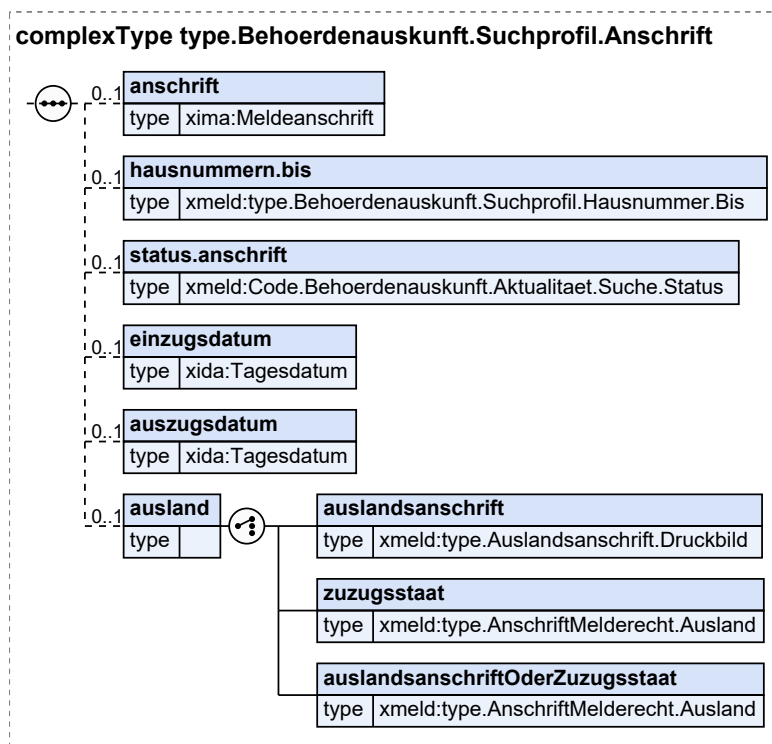 complexType type.Behoerdenauskunft.Suchprofil.Anschrift
0..1 anschrift
type xima:Meldeanschrift
0..1 hausnummern.bis
type xmeld:type.Behoerdenauskunft.Suchprofil.Hausnummer.Bis
0..1 status.anschrift
type xmeld:Code.Behoerdenauskunft.Aktualitaet.Suche.Status
0..1 einzugsdatum
type xida:Tagesdatum
0..1 auszugsdatum
type xida:Tagesdatum
0..1 ausland
type
auslandsanschrift
type xmeld:type.Auslandsanschrift.Druckbild
zuzugsstaat
type xmeld:type.AnschriftMelderecht.Ausland
auslandsanschriftOderZuzugsstaat
type xmeld:type.AnschriftMelderecht.Ausland